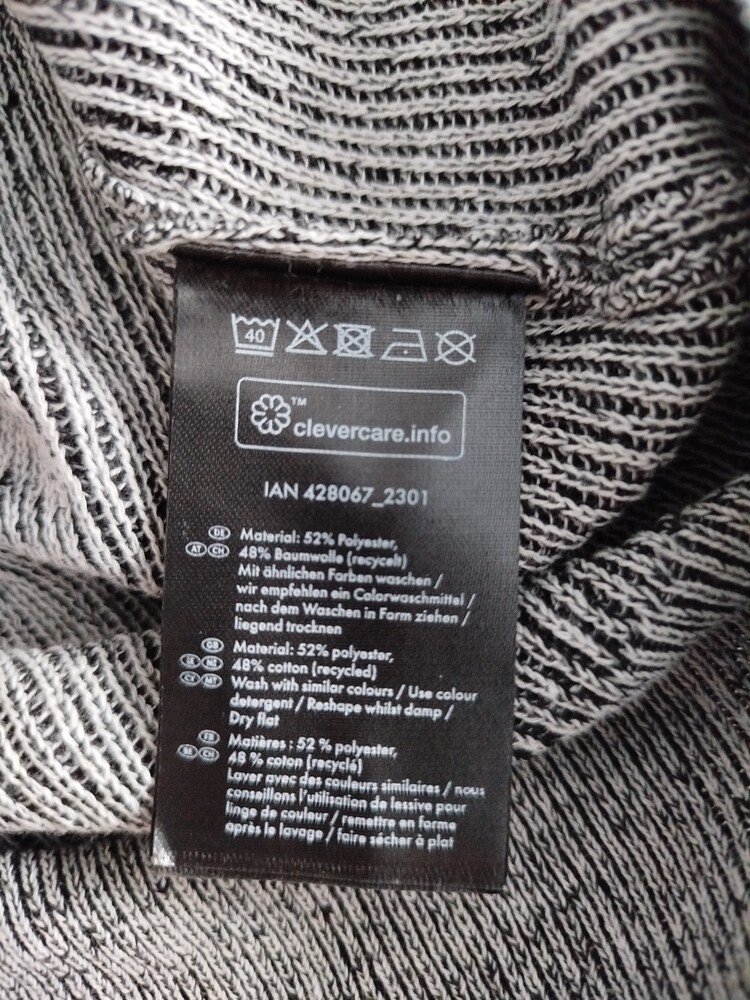 40
TM
clevercare.info
IAN 428067_2301
DE Material: 52% Polyester,
AT CH 48% Baumwolle (recycelt)
Mit ähnlichen Farben waschen /
wir empfehlen ein Colorwaschmittel /
nach dem Waschen in Form ziehen /
liegend trocknen
GB Material: 52% polyester,
IE NI 48% cotton (recycled)
CY MT Wash with similar colours / Use colour
detergent / Reshape whilst damp /
Dry flat
FR Matières : 52 % polyester,
BE CH 48 % coton (recyclé)
Laver avec des couleurs similaires / nous
conseillons l'utilisation de lessive pour
linge de couleur / remettre en forme
après le lavage / faire sécher à plat